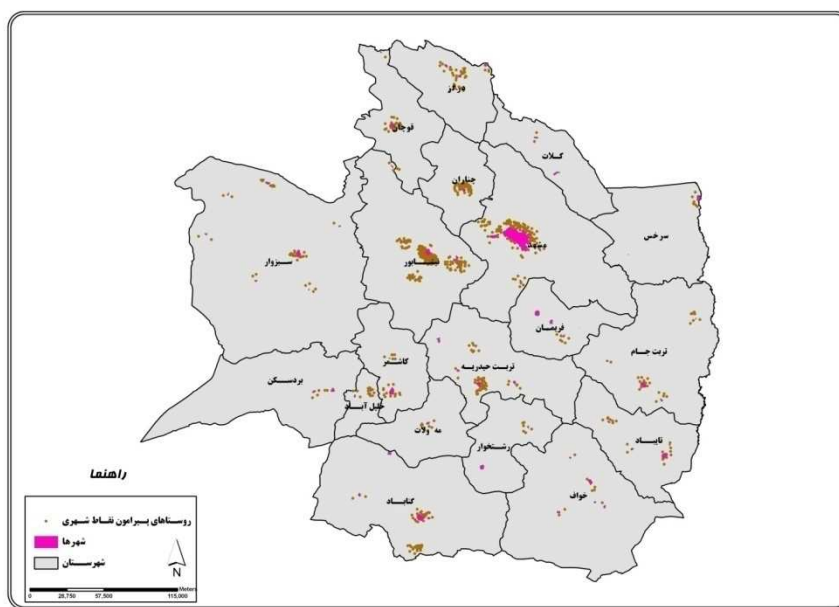 درگز
قوچان
کلات
چناران
سرخس
مشهد
سبزوار
نیشابور
فریمان
تربت جام
کاشمر
تربت حیدریه
بردسکن
خلیل آباد
مه ولات
رشتخوار
تایباد
خواف
گناباد
راهنما
روستاهای پیرامون نقاط شهری
شهرها
شهرستان
N
Meters
0 28,750 57,500 115,000